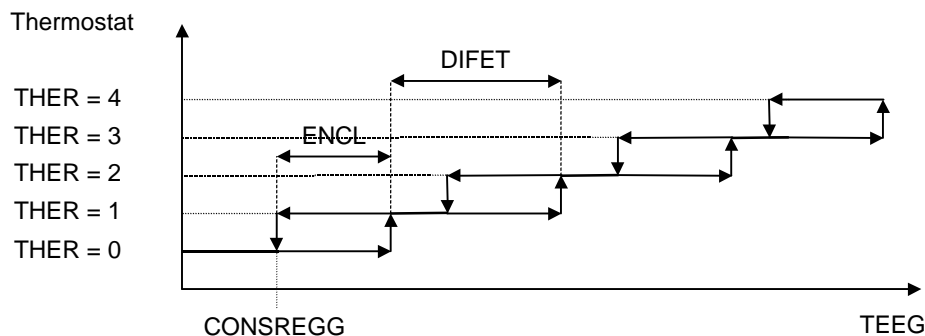 Thermostat
DIFET
THER = 4
THER = 3
ENCL
THER = 2
THER = 1
THER = 0
CONSREGG
TEEG